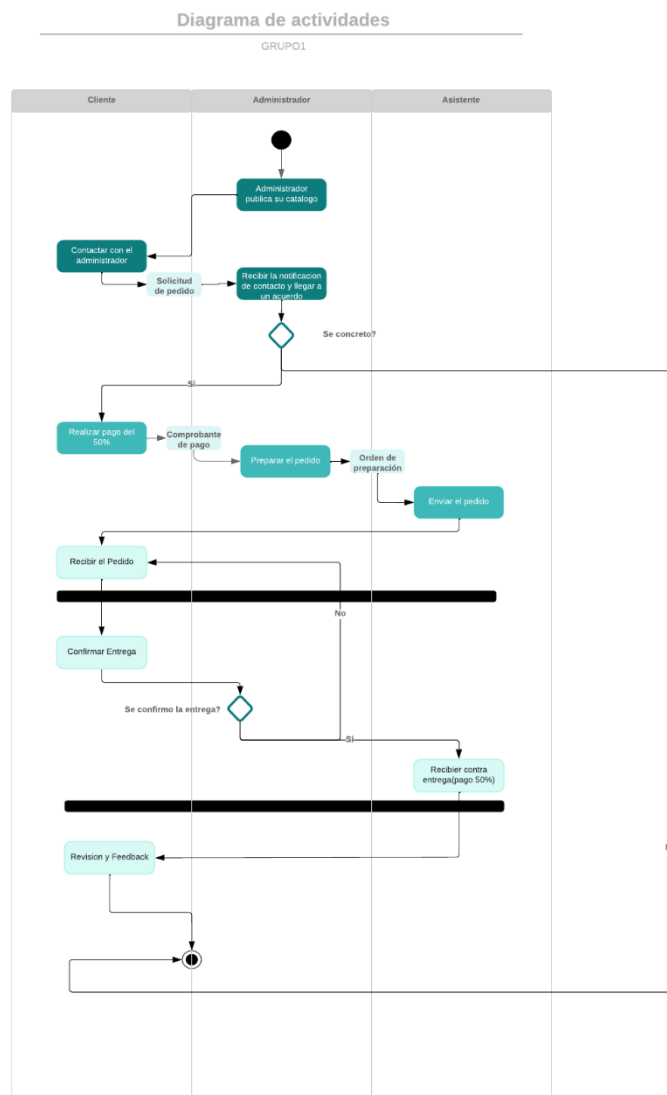 Diagrama de actividades
GRUPO1
Cliente
Administrador
Asistente
Administrador
publica su catalogo
Contactar con el
administrador
Solicitud
de pedido
Recibir la notificacion
de contacto y llegar a
un acuerdo
Se concreto?
Si
Realizar pago del
50%
Comprobante
de pago
Preparar el pedido
Orden de
preparación
Enviar el pedido
Recibir el Pedido
No
Confirmar Entrega
Se confirmo la entrega?
Si
Recibier contra
entrega(pago 50%)
Revision y Feedback